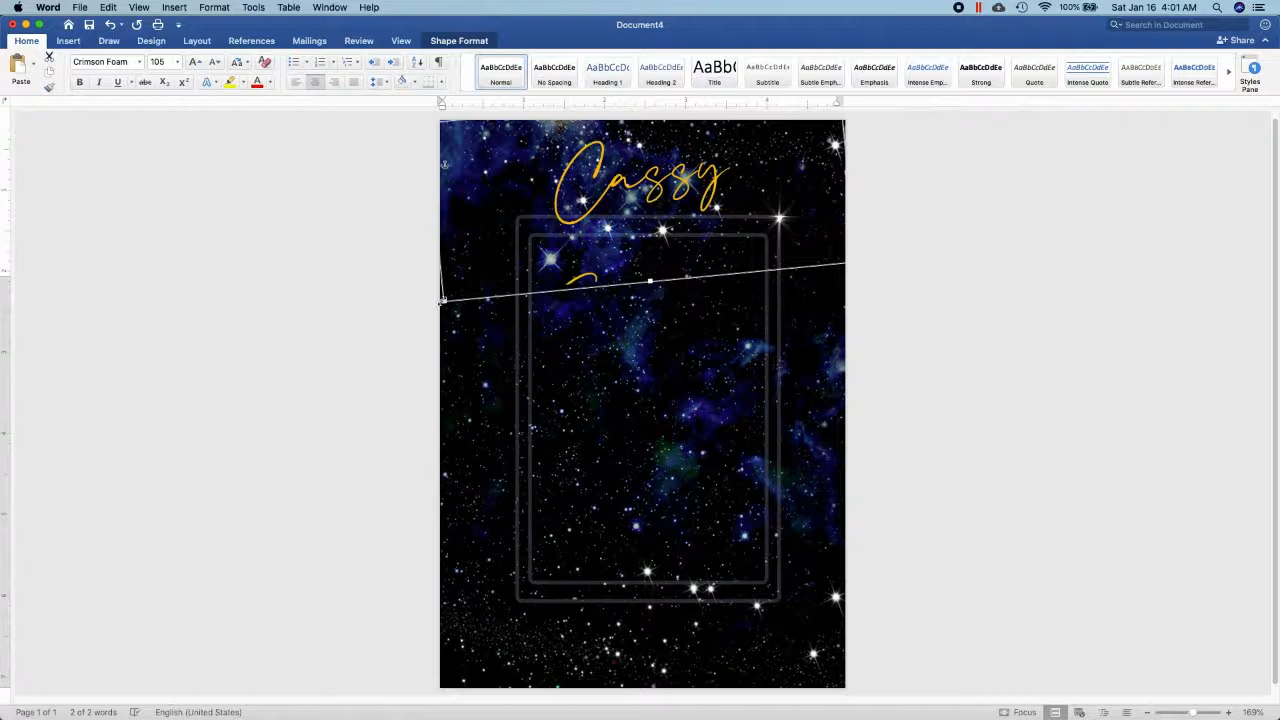 Word File Edit View Insert Format Tools Table Window Help 100% Sat Jan 16 4:01 AM
Document4 Search in Document
Home Insert Draw Design Layout References Mailings Review View Shape Format Share
Paste Crimson Foam 105
AaBbCcDdEe AaBbCcDdEe AaBbCcDc AaBbCcDdEe AaBbC AaBbCcDdEe AaBbCcDdEe AaBbCcDdEe AaBbCcDdEe AaBbCcDdEe AaBbCcDdEe AaBbCcDdEe AaBbCcDdEe AaBbCcDdEe
Normal No Spacing Heading 1 Heading 2 Title Subtitle Subtle Emph... Emphasis Intense Emp... Strong Quote Intense Quote Subtle Refer... Intense Refer... Styles Pane
Cassy
Page 1 of 1 2 of 2 words English (United States) Focus 169%